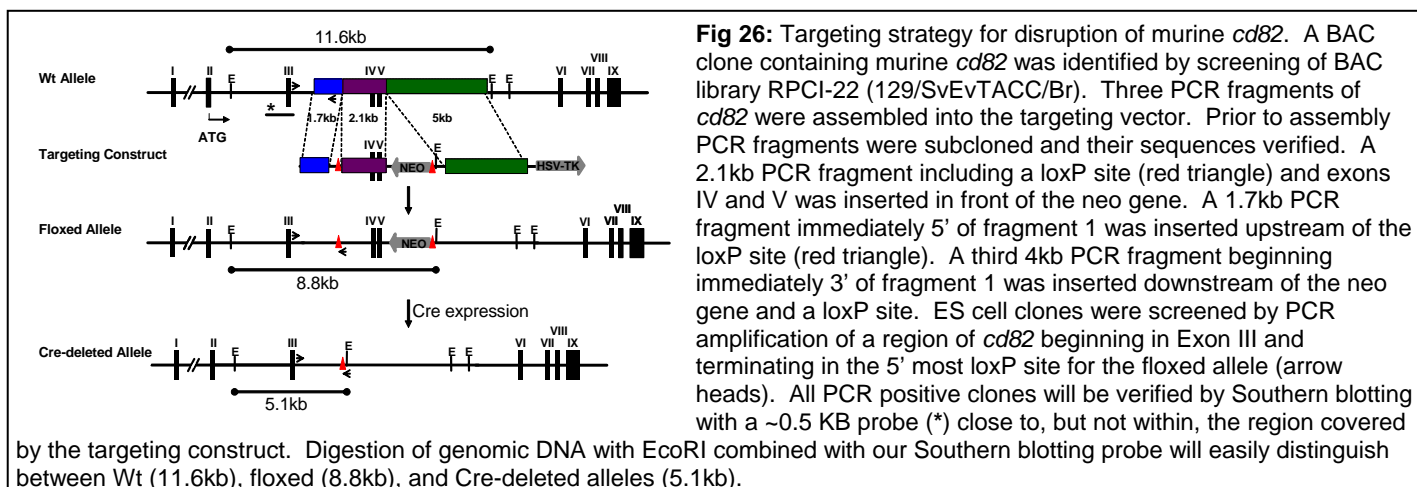 11.6kb
I II E III IV V E E VI VII VIII IX
Wt Allele
* 1.7kb 2.1kb 5kb
ATG
IV V E
Targeting Construct
NEO HSV-TK
I II E III IV V E E E VI VII VIII IX
Floxed Allele
NEO
8.8kb
Cre expression
I II E III E E E VI VII VIII IX
Cre-deleted Allele
5.1kb
Fig 26: Targeting strategy for disruption of murine cd82. A BAC
clone containing murine cd82 was identified by screening of BAC
library RPCI-22 (129/SvEvTACC/Br). Three PCR fragments of
cd82 were assembled into the targeting vector. Prior to assembly
PCR fragments were subcloned and their sequences verified. A
2.1kb PCR fragment including a loxP site (red triangle) and exons
IV and V was inserted in front of the neo gene. A 1.7kb PCR
fragment immediately 5' of fragment 1 was inserted upstream of the
loxP site (red triangle). A third 4kb PCR fragment beginning
immediately 3' of fragment 1 was inserted downstream of the neo
gene and a loxP site. ES cell clones were screened by PCR
amplification of a region of cd82 beginning in Exon III and
terminating in the 5' most loxP site for the floxed allele (arrow
heads). All PCR positive clones will be verified by Southern blotting
with a ~0.5 KB probe (*) close to, but not within, the region covered
by the targeting construct. Digestion of genomic DNA with EcoRI combined with our Southern blotting probe will easily distinguish
between Wt (11.6kb), floxed (8.8kb), and Cre-deleted alleles (5.1kb).